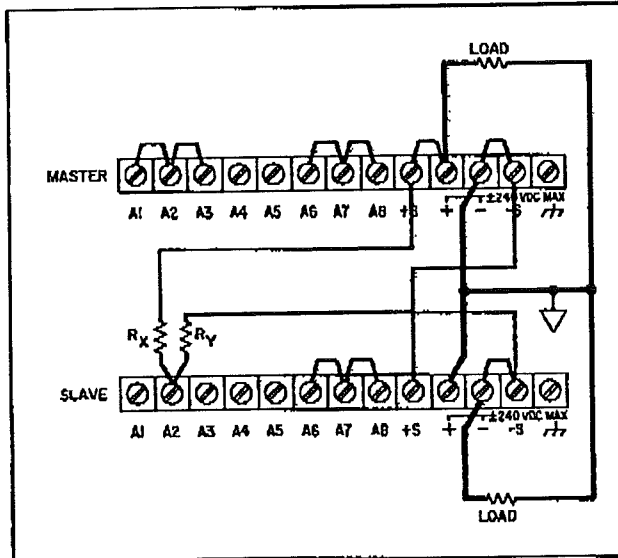 LOAD
MASTER
A1 A2 A3 A4 A5 A6 A7 A8 +S + - -S
±240 VDC MAX
RX RY
SLAVE
A1 A2 A3 A4 A5 A6 A7 A8 +S + - -S
±240 VDC MAX
LOAD